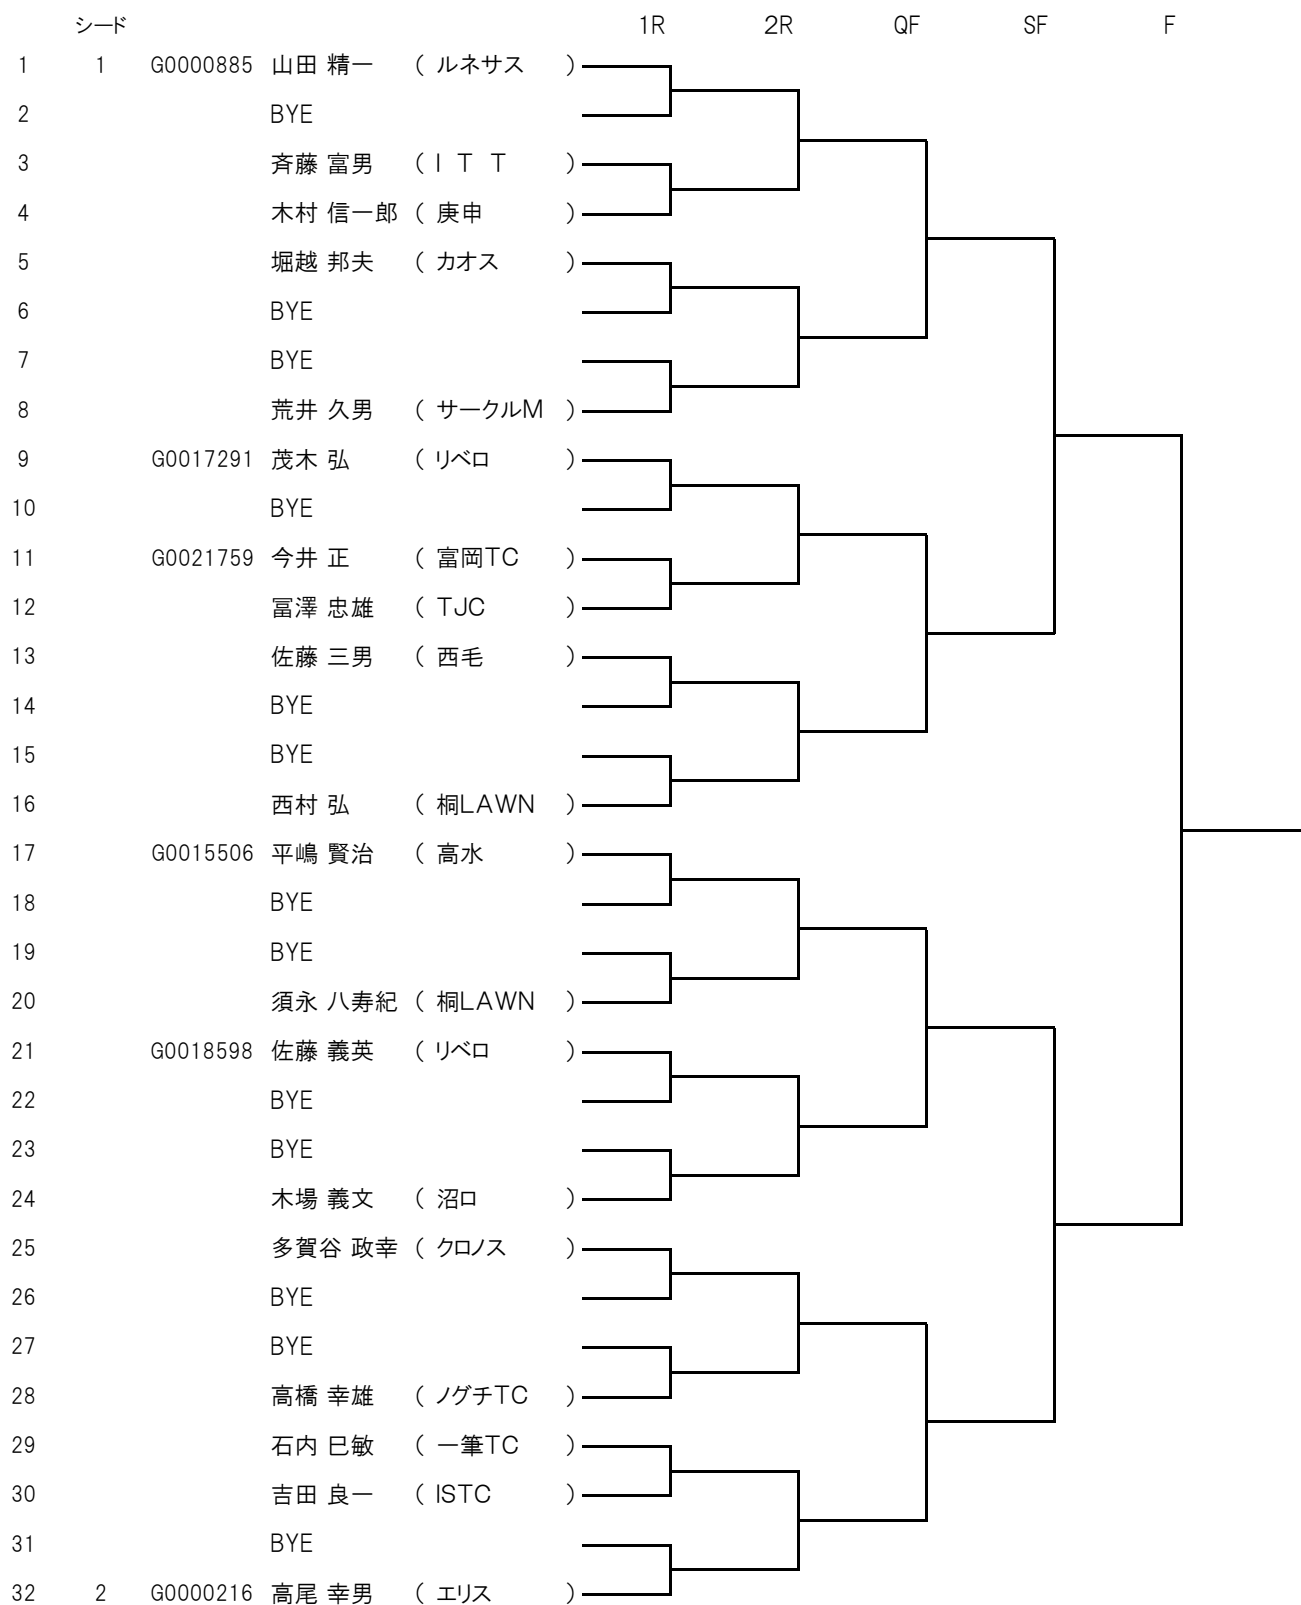 シード 1R 2R QF SF F
1 1 G0000885 山田 精一 ( ルネサス )
2 BYE
3 斉藤 富男 ( I T T )
4 木村 信一郎 ( 庚申 )
5 堀越 邦夫 ( カオス )
6 BYE
7 BYE
8 荒井 久男 ( サークルM )
9 G0017291 茂木 弘 ( リベロ )
10 BYE
11 G0021759 今井 正 ( 富岡TC )
12 冨澤 忠雄 ( TJC )
13 佐藤 三男 ( 西毛 )
14 BYE
15 BYE
16 西村 弘 ( 桐LAWN )
17 G0015506 平嶋 賢治 ( 高水 )
18 BYE
19 BYE
20 須永 八寿紀 ( 桐LAWN )
21 G0018598 佐藤 義英 ( リベロ )
22 BYE
23 BYE
24 木場 義文 ( 沼ロ )
25 多賀谷 政幸 ( クロノス )
26 BYE
27 BYE
28 高橋 幸雄 ( ノグチTC )
29 石内 巳敏 ( 一筆TC )
30 吉田 良一 ( ISTC )
31 BYE
32 2 G0000216 高尾 幸男 ( エリス )